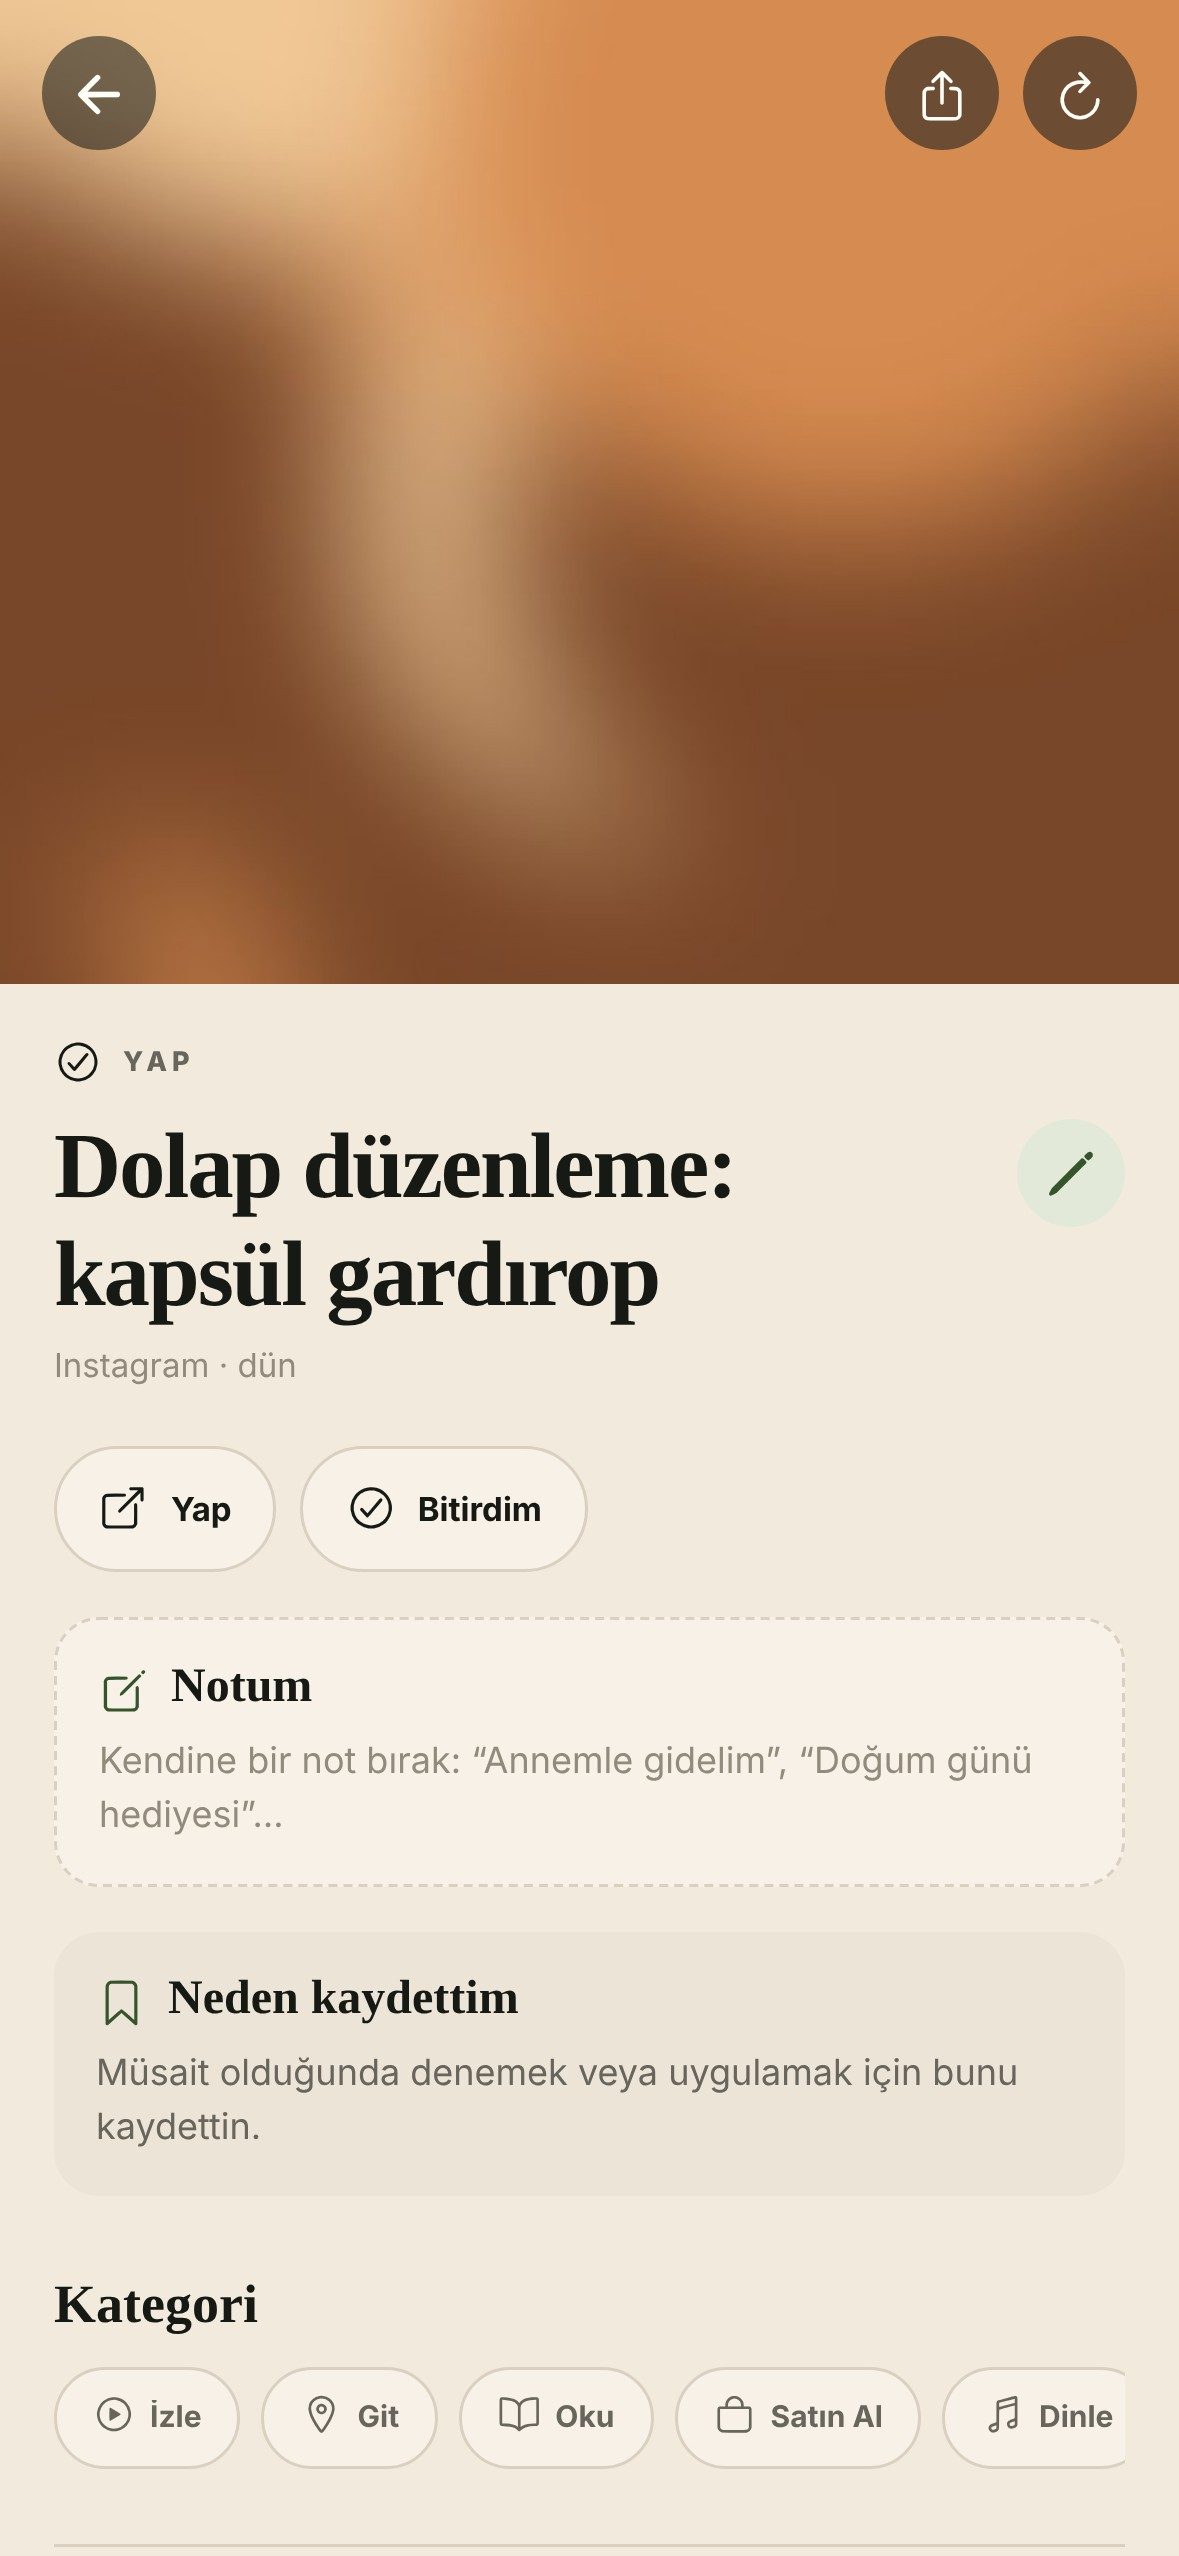 YAP
Dolap düzenleme:
kapsül gardırop
Instagram · dün
Yap
Bitirdim
Notum
Kendine bir not bırak: “Annemle gidelim”, “Doğum günü
hediyesi”…
Neden kaydettim
Müsait olduğunda denemek veya uygulamak için bunu
kaydettin.
Kategori
İzle
Git
Oku
Satın Al
Dinle